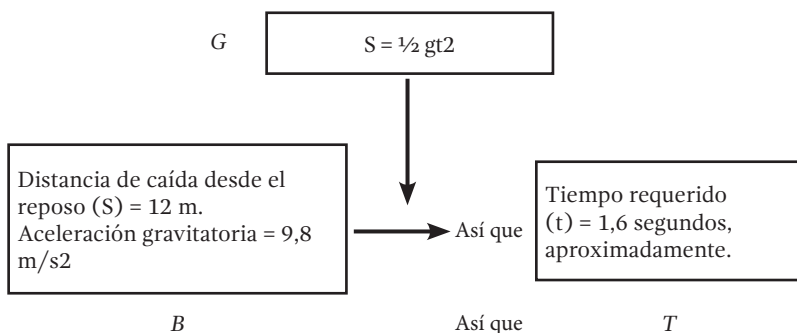 G
S = ½ gt2
Distancia de caída desde el
reposo (S) = 12 m.
Aceleración gravitatoria = 9,8
m/s2
Así que
Tiempo requerido
(t) = 1,6 segundos,
aproximadamente.
B Así que T